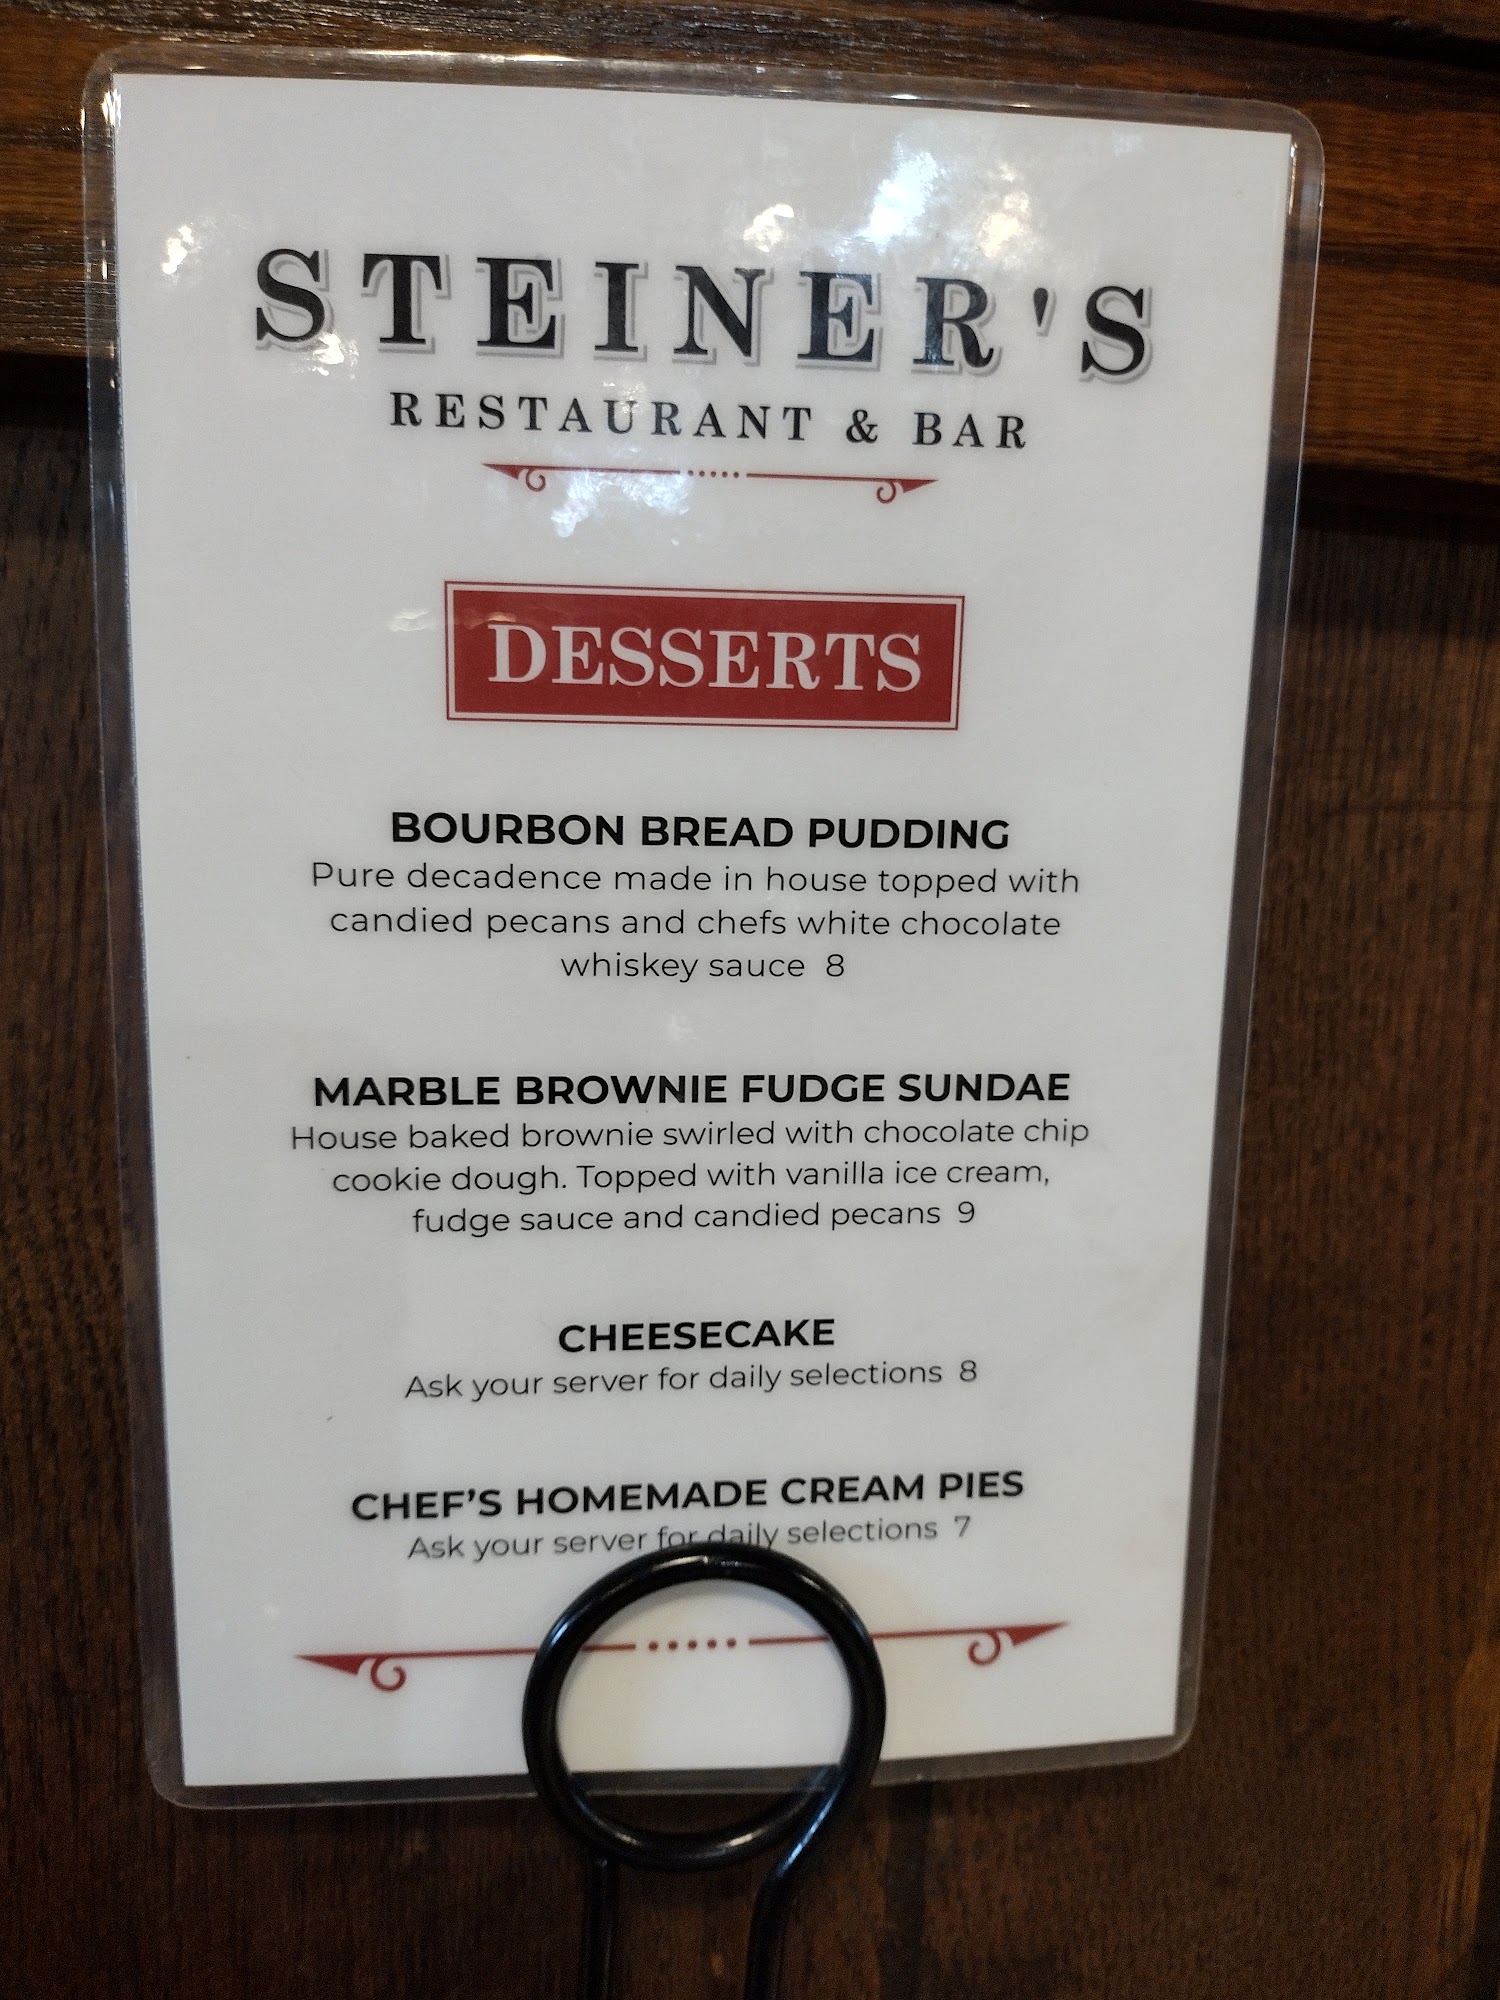 STEINER'S
RESTAURANT & BAR
DESSERTS
BOURBON BREAD PUDDING
Pure decadence made in house topped with
candied pecans and chefs white chocolate
whiskey sauce 8
MARBLE BROWNIE FUDGE SUNDAE
House baked brownie swirled with chocolate chip
cookie dough. Topped with vanilla ice cream,
fudge sauce and candied pecans 9
CHEESECAKE
Ask your server for daily selections 8
CHEF’S HOMEMADE CREAM PIES
Ask your server for daily selections 7